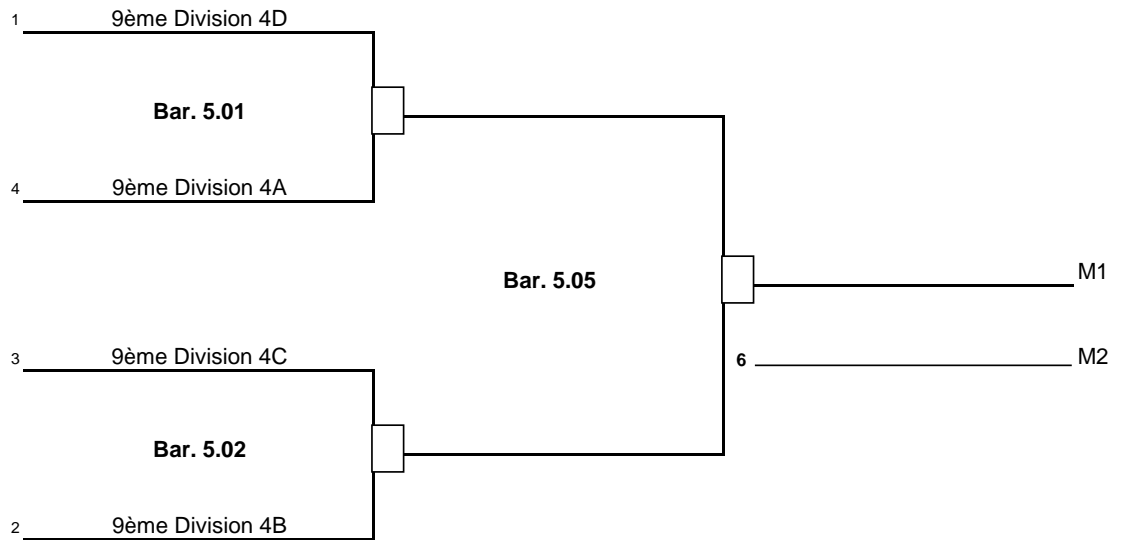 1 9ème Division 4D
Bar. 5.01
4 9ème Division 4A
Bar. 5.05
M1
3 9ème Division 4C
6 M2
Bar. 5.02
2 9ème Division 4B